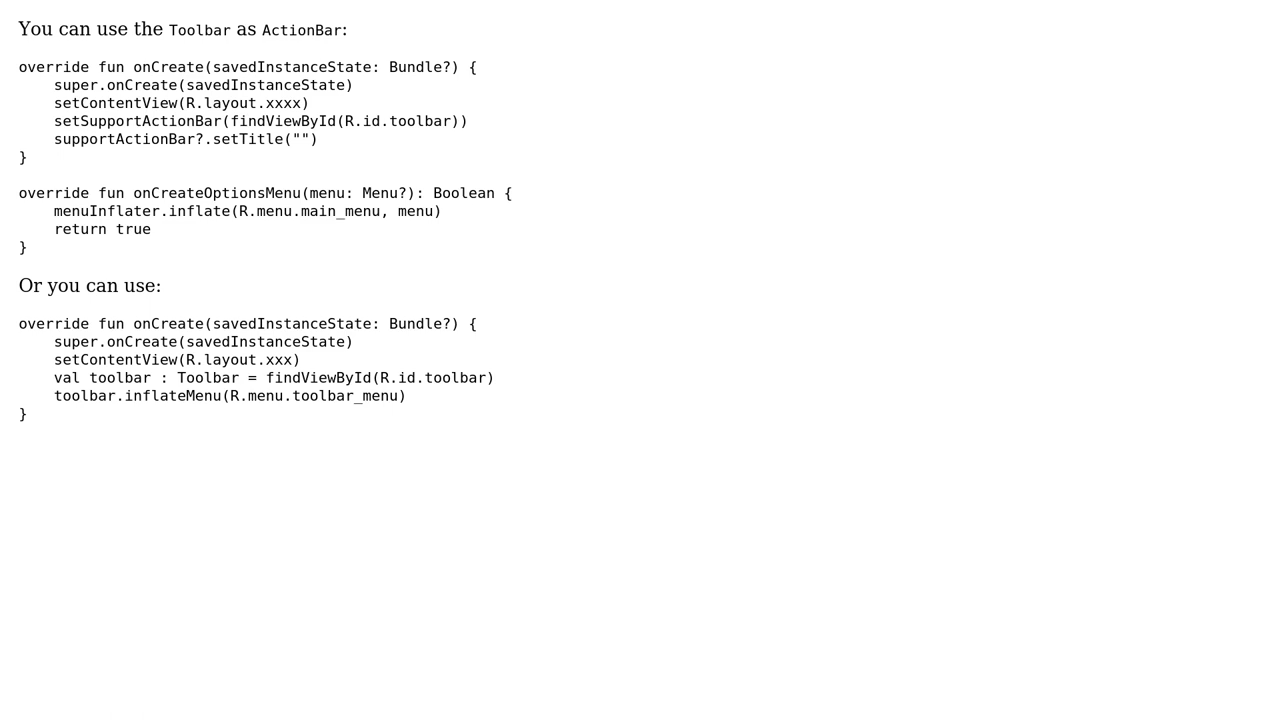 You can use the Toolbar as ActionBar:
override fun onCreate(savedInstanceState: Bundle?) {
    super.onCreate(savedInstanceState)
    setContentView(R.layout.xxxx)
    setSupportActionBar(findViewById(R.id.toolbar))
    supportActionBar?.setTitle("")
}
override fun onCreateOptionsMenu(menu: Menu?): Boolean {
    menuInflater.inflate(R.menu.main_menu, menu)
    return true
}
Or you can use:
override fun onCreate(savedInstanceState: Bundle?) {
    super.onCreate(savedInstanceState)
    setContentView(R.layout.xxx)
    val toolbar : Toolbar = findViewById(R.id.toolbar)
    toolbar.inflateMenu(R.menu.toolbar_menu)
}